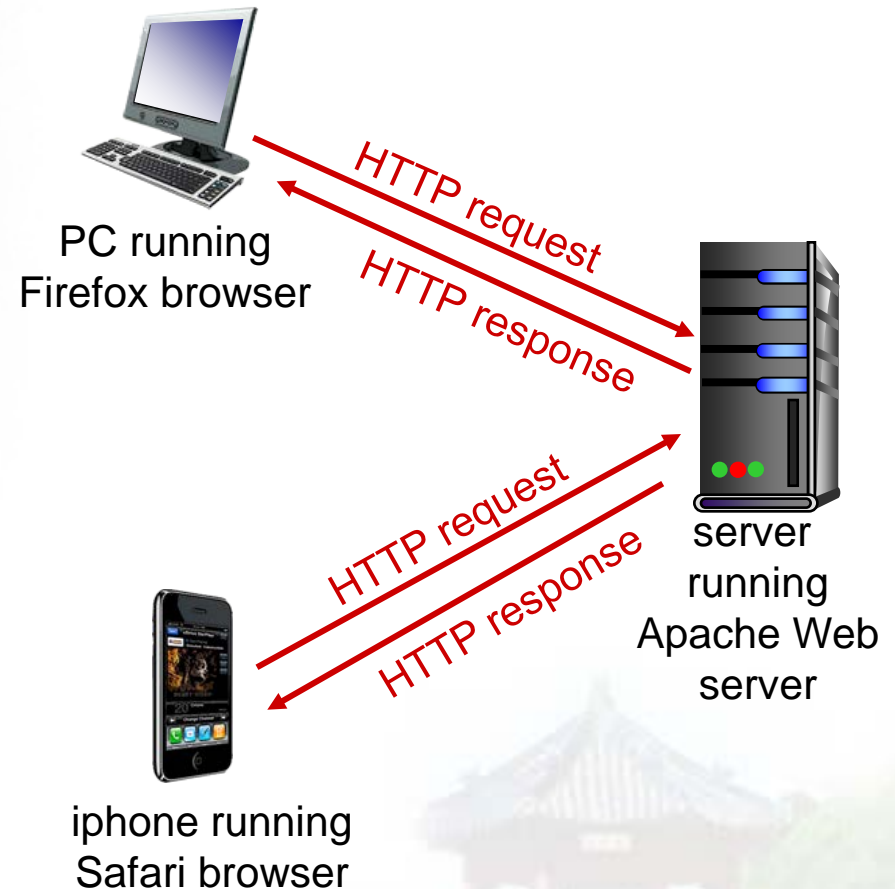 HTTP request
HTTP response
PC running
Firefox browser
HTTP request
HTTP response
server
running
Apache Web
server
iphone running
Safari browser